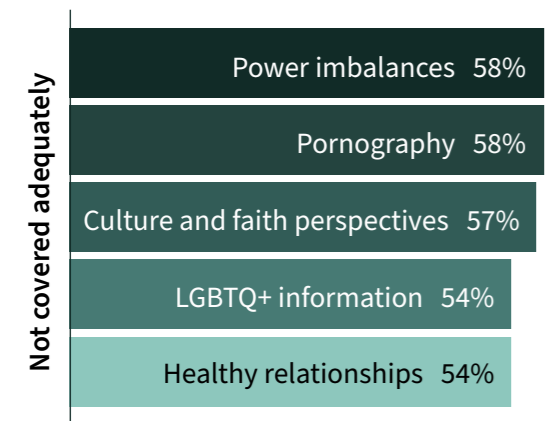 Not covered adequately
Power imbalances 58%
Pornography 58%
Culture and faith perspectives 57%
LGBTQ+ information 54%
Healthy relationships 54%